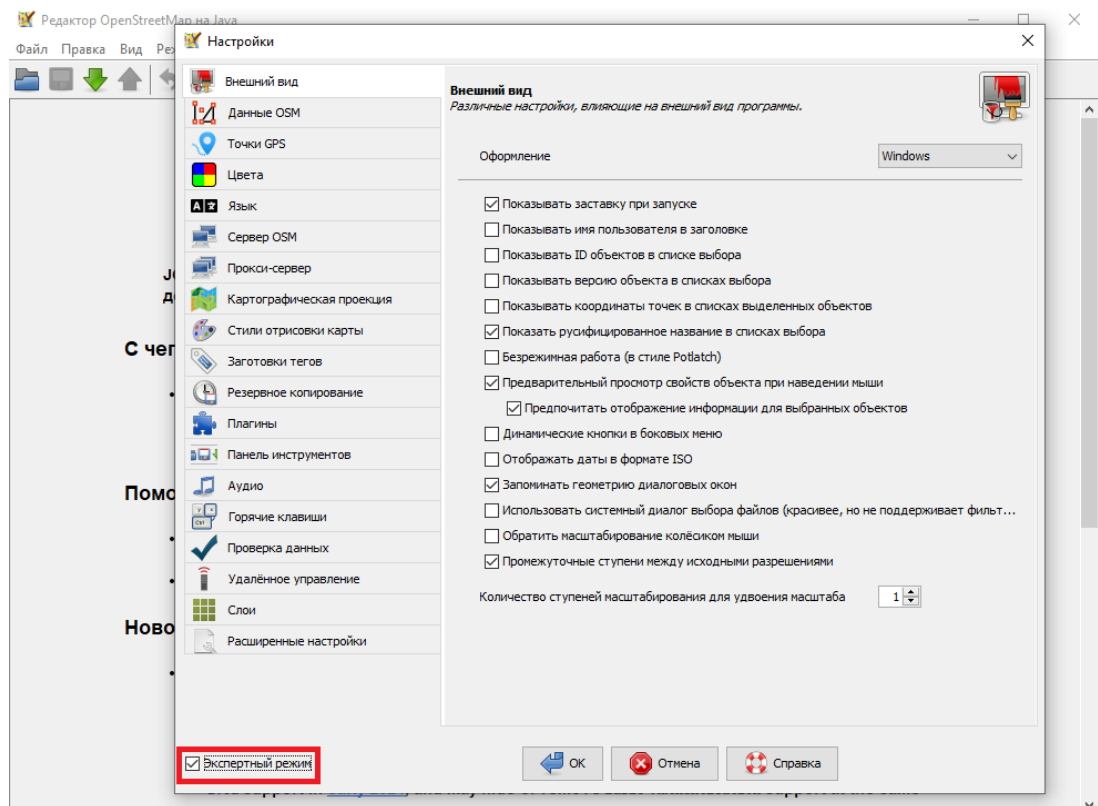 Редактор OpenStreetMap на Java
Файл Правка Вид
Настройки
Внешний вид
Данные OSM
Точки GPS
Цвета
Язык
Сервер OSM
Прокси-сервер
Картографическая проекция
Стили отрисовки карты
Заготовки тегов
Резервное копирование
Плагины
Панель инструментов
Аудио
Горячие клавиши
Проверка данных
Удалённое управление
Слои
Расширенные настройки
Экспертный режим
Внешний вид
Различные настройки, влияющие на внешний вид программы.
Оформление Windows
Показывать заставку при запуске
Показывать имя пользователя в заголовке
Показывать ID объектов в списке выбора
Показывать версию объекта в списках выбора
Показывать координаты точек в списках выделенных объектов
Показать русифицированное название в списках выбора
Безрежимная работа (в стиле Potlatch)
Предварительный просмотр свойств объекта при наведении мыши
Предпочитать отображение информации для выбранных объектов
Динамические кнопки в боковых меню
Отображать даты в формате ISO
Запоминать геометрию диалоговых окон
Использовать системный диалог выбора файлов (красивее, но не поддерживает фильт...
Обратить масштабирование колёсиком мыши
Промежуточные ступени между исходными разрешениями
Количество ступеней масштабирования для удвоения масштаба 1
OK Отмена Справка
С чег
Помо
Ново